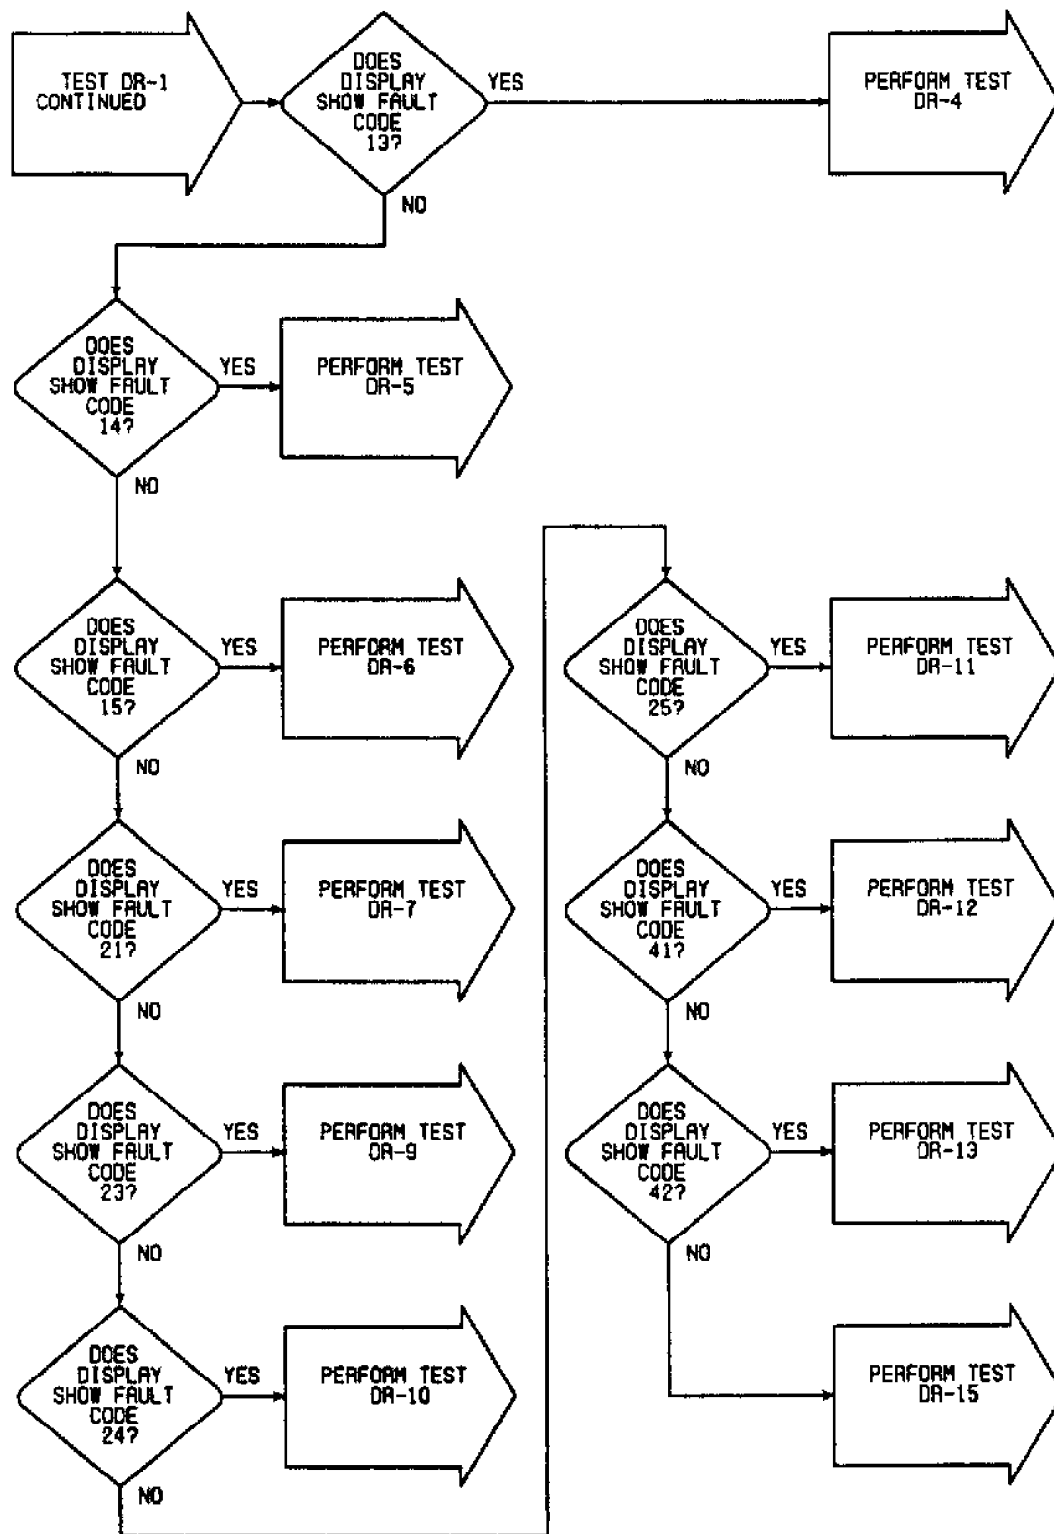 TEST DR-1
CONTINUED
DOES
DISPLAY
SHOW FAULT
CODE
13?
YES
PERFORM TEST
DR-4
NO
DOES
DISPLAY
SHOW FAULT
CODE
14?
YES
PERFORM TEST
DR-5
NO
DOES
DISPLAY
SHOW FAULT
CODE
15?
YES
PERFORM TEST
DR-6
NO
DOES
DISPLAY
SHOW FAULT
CODE
21?
YES
PERFORM TEST
DR-7
NO
DOES
DISPLAY
SHOW FAULT
CODE
23?
YES
PERFORM TEST
DR-9
NO
DOES
DISPLAY
SHOW FAULT
CODE
24?
YES
PERFORM TEST
DR-10
NO
DOES
DISPLAY
SHOW FAULT
CODE
25?
YES
PERFORM TEST
DR-11
NO
DOES
DISPLAY
SHOW FAULT
CODE
41?
YES
PERFORM TEST
DR-12
NO
DOES
DISPLAY
SHOW FAULT
CODE
42?
YES
PERFORM TEST
DR-13
NO
PERFORM TEST
DR-15